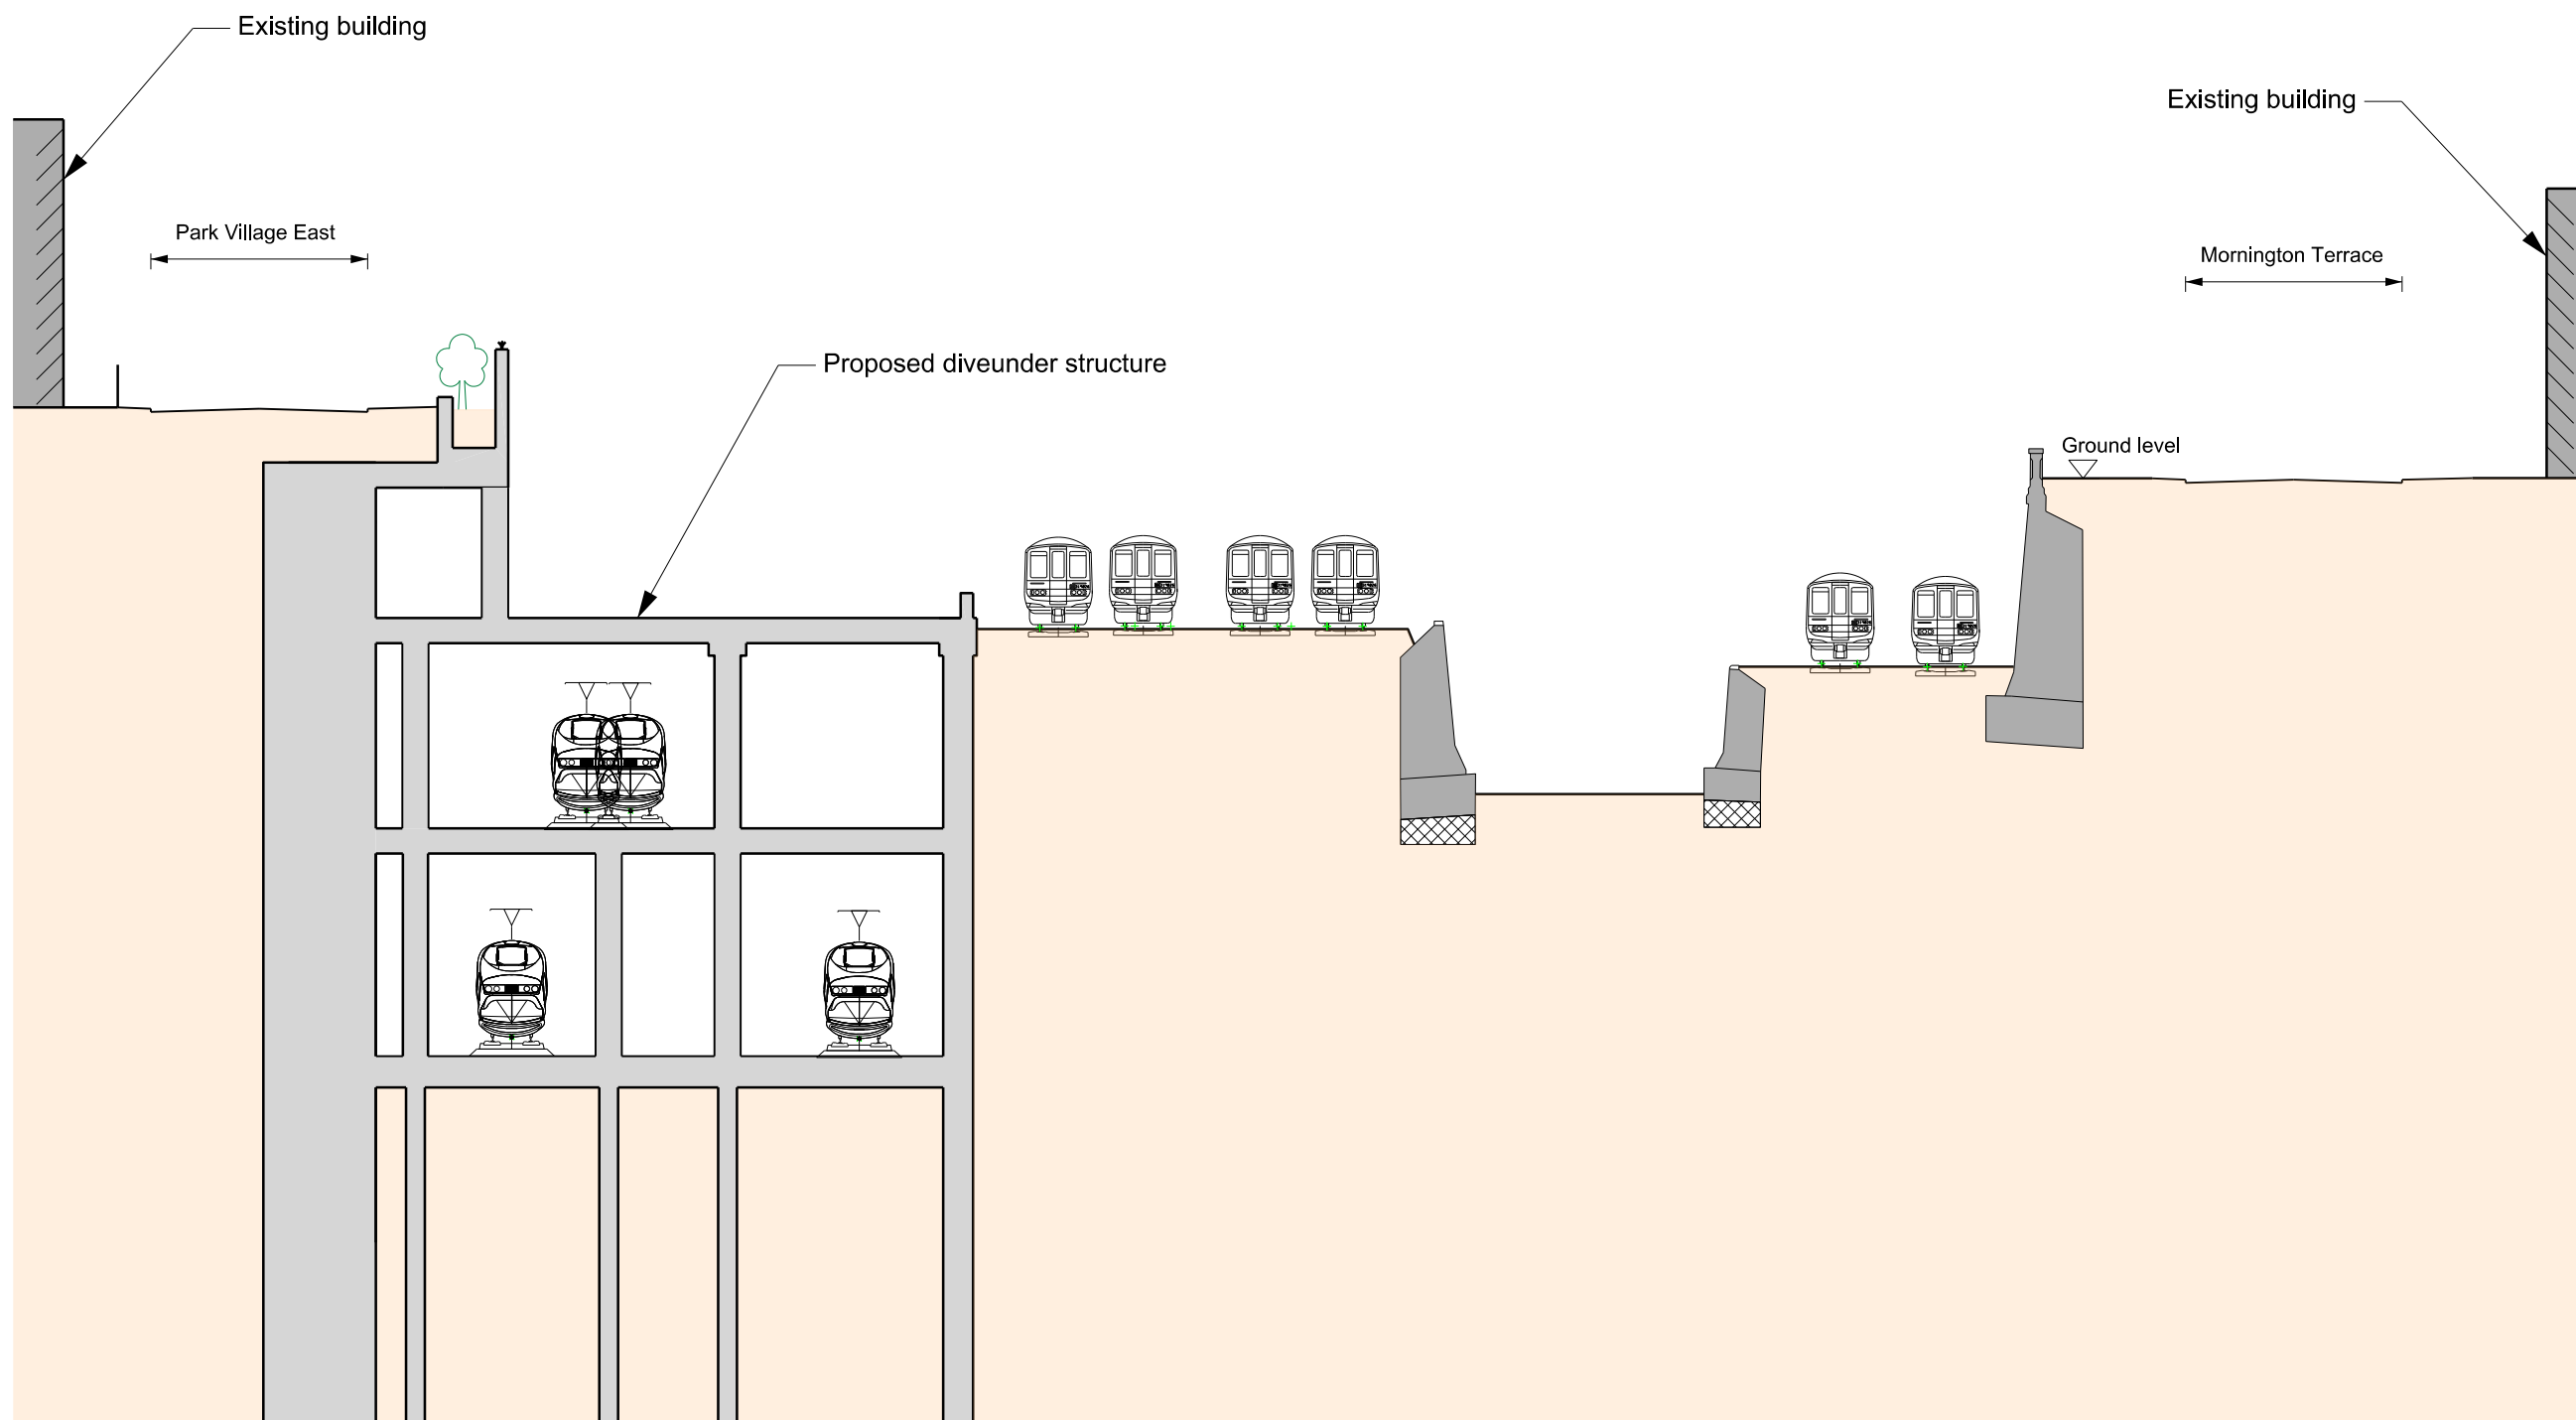 Existing building
Existing building
Park Village East
Mornington Terrace
Proposed diveunder structure
Ground level